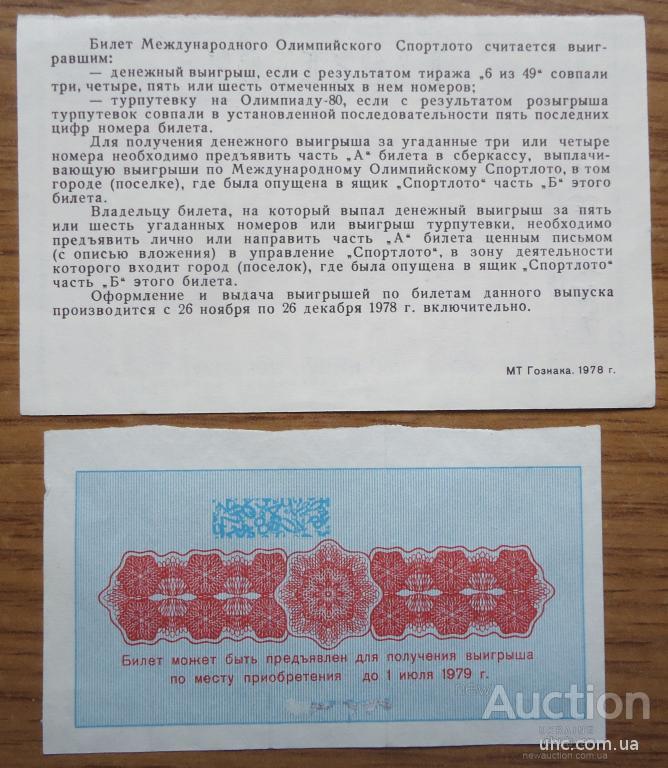 Билет Международного Олимпийского Спортлото считается выиг-
равшим:
— денежный выигрыш, если с результатом тиража „6 из 49“ совпали
три, четыре, пять или шесть отмеченных в нем номеров;
— турпутевку на Олимпиаду-80, если с результатом розыгрыша
турпутевок совпали в установленной последовательности пять последних
цифр номера билета.
Для получения денежного выигрыша за угаданные три или четыре
номера необходимо предъявить часть „А“ билета в сберкассу, выплачи-
вающую выигрыши по Международному Олимпийскому Спортлото, в том
городе (поселке), где была опущена в ящик „Спортлото“ часть „Б“ этого
билета.
Владельцу билета, на который выпал денежный выигрыш за пять
или шесть угаданных номеров или выигрыш турпутевки, необходимо
предъявить лично или направить часть „А“ билета ценным письмом
(с описью вложения) в управление „Спортлото“, в зону деятельности
которого входит город (поселок), где была опущена в ящик „Спортлото“
часть „Б“ этого билета.
Оформление и выдача выигрышей по билетам данного выпуска
производится с 26 ноября по 26 декабря 1978 г. включительно.
МТ Гознака. 1978 г.
Билет может быть предъявлен для получения выигрыша
по месту приобретения до 1 июля 1979 г.
new Auction
UKRAINE
unc.com.ua
newauction.com.ua